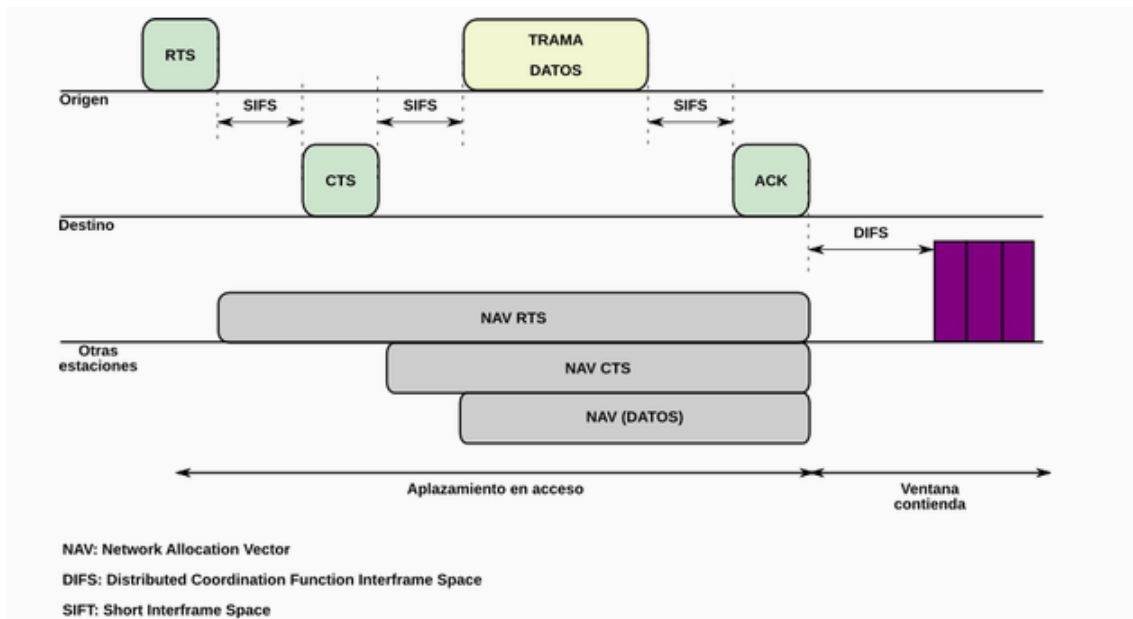 RTS
TRAMA
DATOS
Origen
SIFS
SIFS
SIFS
CTS
ACK
Destino
DIFS
NAV RTS
Otras
estaciones
NAV CTS
NAV (DATOS)
Aplazamiento en acceso
Ventana
contienda
NAV: Network Allocation Vector
DIFS: Distributed Coordination Function Interframe Space
SIFT: Short Interframe Space